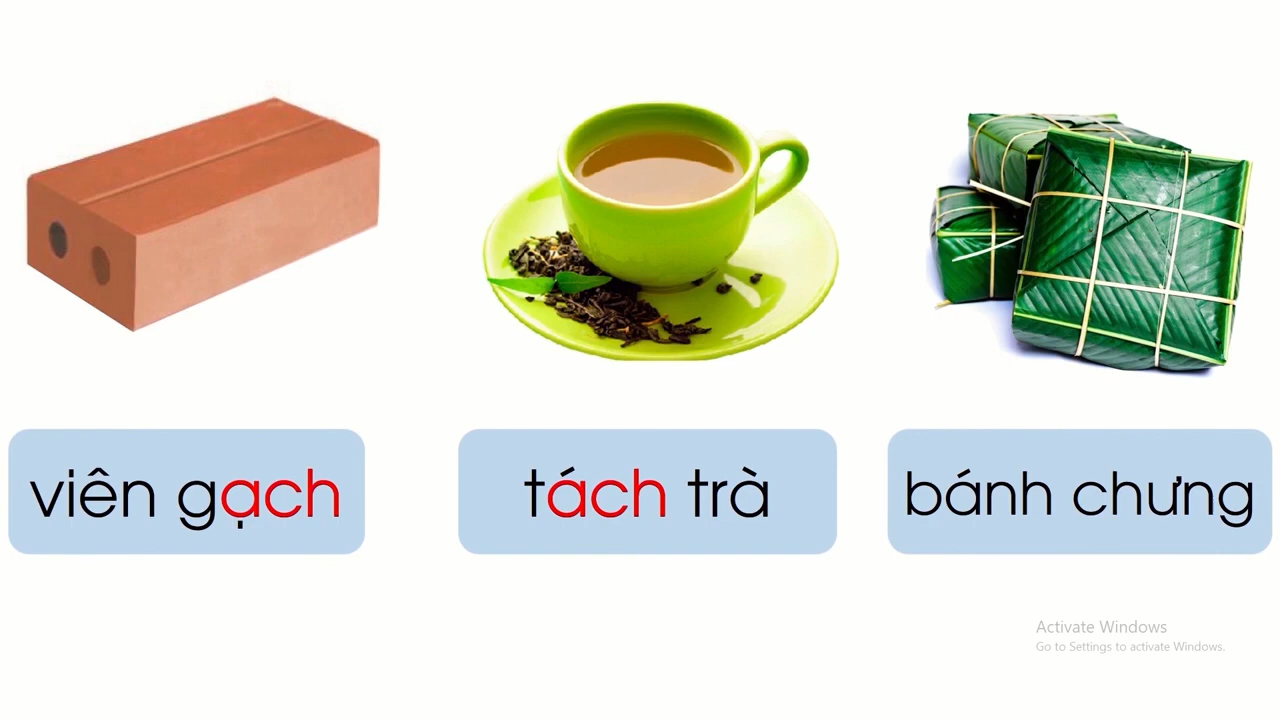 viên gạch
tách trà
bánh chưng
Activate Windows
Go to Settings to activate Windows.